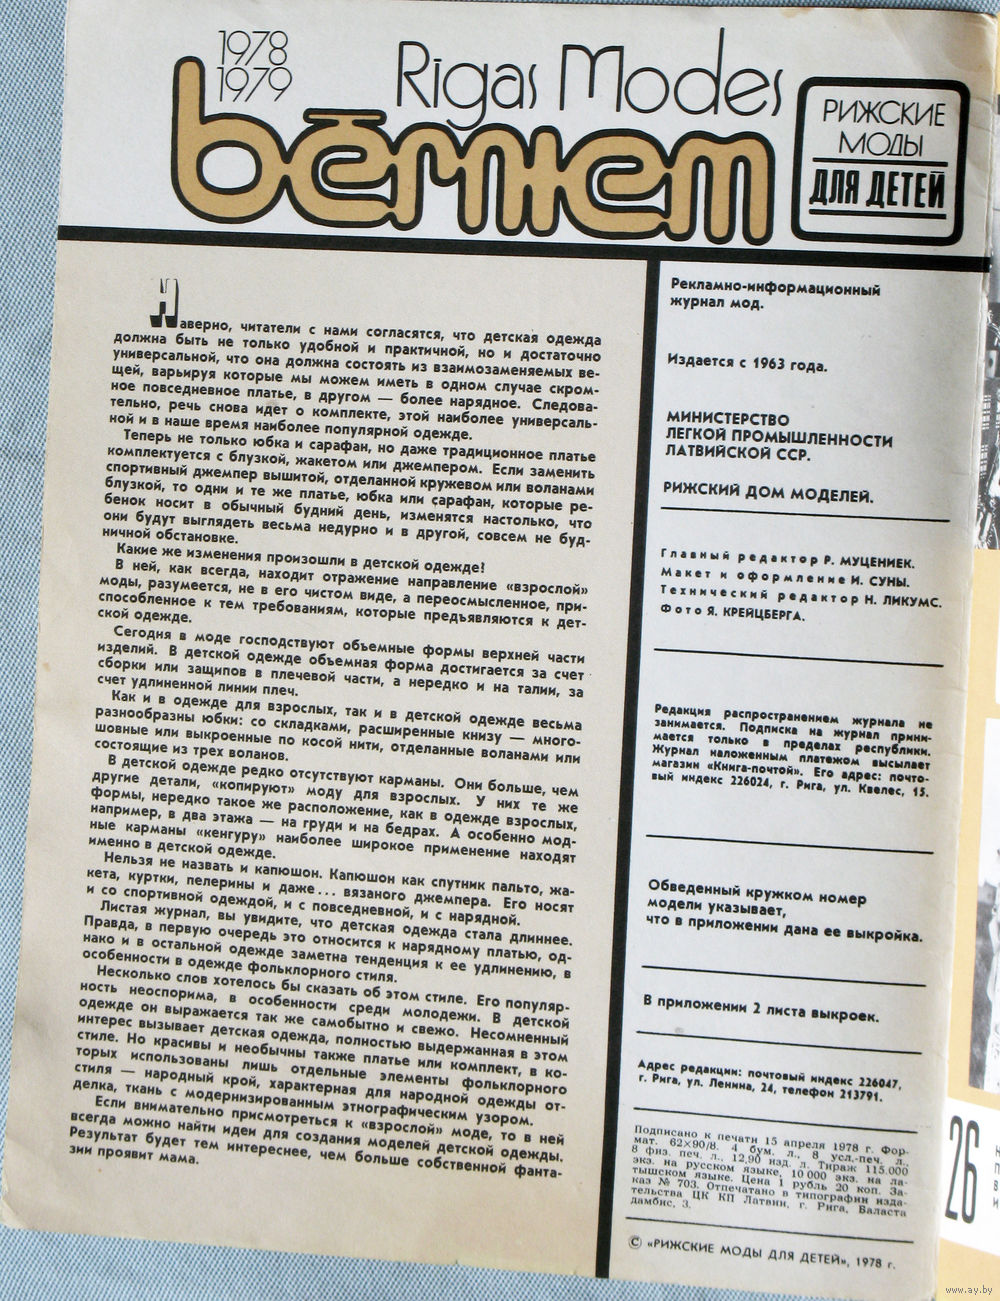 1978
1979
Rīgas Modes
bērniem
РИЖСКИЕ
МОДЫ
ДЛЯ ДЕТЕЙ
Наверно, читатели с нами согласятся, что детская одежда
должна быть не только удобной и практичной, но и достаточно
универсальной, что она должна состоять из взаимозаменяемых ве-
щей, варьируя которые мы можем иметь в одном случае скром-
ное повседневное платье, в другом — более нарядное. Следова-
тельно, речь снова идет о комплекте, этой наиболее универсаль-
ной и в наше время наиболее популярной одежде.
Теперь не только юбка и сарафан, но даже традиционное платье
комплектуется с блузкой, жакетом или джемпером. Если заменить
спортивный джемпер вышитой, отделанной кружевом или воланами
блузкой, то одни и те же платье, юбка или сарафан, которые ре-
бенок носит в обычный будний день, изменятся настолько, что
они будут выглядеть весьма недурно и в другой, совсем не буд-
ничной обстановке.
Какие же изменения произошли в детской одежде?
В ней, как всегда, находит отражение направление «взрослой»
моды, разумеется, не в его чистом виде, а переосмысленное, при-
способленное к тем требованиям, которые предъявляются к дет-
ской одежде.
Сегодня в моде господствуют объемные формы верхней части
изделий. В детской одежде объемная форма достигается за счет
сборки или защипов в плечевой части, а нередко и на талии, за
счет удлиненной линии плеч.
Как и в одежде для взрослых, так и в детской одежде весьма
разнообразны юбки: со складками, расширенные книзу — много-
шовные или выкроенные по косой нити, отделанные воланами или
состоящие из трех воланов.
В детской одежде редко отсутствуют карманы. Они больше, чем
другие детали, «копируют» моду для взрослых. У них те же
формы, нередко такое же расположение, как в одежде взрослых,
например, в два этажа — на груди и на бедрах. А особенно мод-
ные карманы «кенгуру» наиболее широкое применение находят
именно в детской одежде.
Нельзя не назвать и капюшон. Капюшон как спутник пальто, жа-
кета, куртки, пелерины и даже... вязаного джемпера. Его носят
и со спортивной одеждой, и с повседневной, и с нарядной.
Листая журнал, вы увидите, что детская одежда стала длиннее.
Правда, в первую очередь это относится к нарядному платью, од-
нако и в остальной одежде заметна тенденция к ее удлинению, в
особенности в одежде фольклорного стиля.
Несколько слов хотелось бы сказать об этом стиле. Его популяр-
ность неоспорима, в особенности среди молодежи. В детской
одежде он выражается так же самобытно и свежо. Несомненный
интерес вызывает детская одежда, полностью выдержанная в этом
стиле. Но красивы и необычны также платье или комплект, в ко-
торых использованы лишь отдельные элементы фольклорного
стиля — народный крой, характерная для народной одежды от-
делка, ткань с модернизированным этнографическим узором.
Если внимательно присмотреться к «взрослой» моде, то в ней
всегда можно найти идеи для создания моделей детской одежды.
Результат будет тем интереснее, чем больше собственной фанта-
зии проявит мама.
Рекламно-информационный
журнал мод.
Издается с 1963 года.
МИНИСТЕРСТВО
ЛЕГКОЙ ПРОМЫШЛЕННОСТИ
ЛАТВИЙСКОЙ ССР.
РИЖСКИЙ ДОМ МОДЕЛЕЙ.
Главный редактор Р. МУЦЕНИЕК.
Макет и оформление И. СУНЫ.
Технический редактор Н. ЛИКУМС.
Фото Я. КРЕЙЦБЕРГА.
Редакция распространением журнала не
занимается. Подписка на журнал прини-
мается только в пределах республики.
Журнал наложенным платежом высылает
магазин «Книга-почтой». Его адрес: почто-
вый индекс 226024, г. Рига, ул. Квелес, 15.
Обведенный кружком номер
модели указывает,
что в приложении дана ее выкройка.
В приложении 2 листа выкроек.
Адрес редакции: почтовый индекс 226047,
г. Рига, ул. Ленина, 24, телефон 213791.
Подписано к печати 15 апреля 1978 г. Фор-
мат. 62×90/8. 4 бум. л., 8 усл.-печ. л.,
8 физ. печ. л., 12,90 изд. л. Тираж 115.000
экз. на русском языке, 10 000 экз. на ла-
тышском языке. Цена 1 рубль 20 коп. За-
каз № 703. Отпечатано в типографии изда-
тельства ЦК КП Латвии, г. Рига, Баласта
дамбис, 3.
© «РИЖСКИЕ МОДЫ ДЛЯ ДЕТЕЙ», 1978 г.
26
www.ay.by